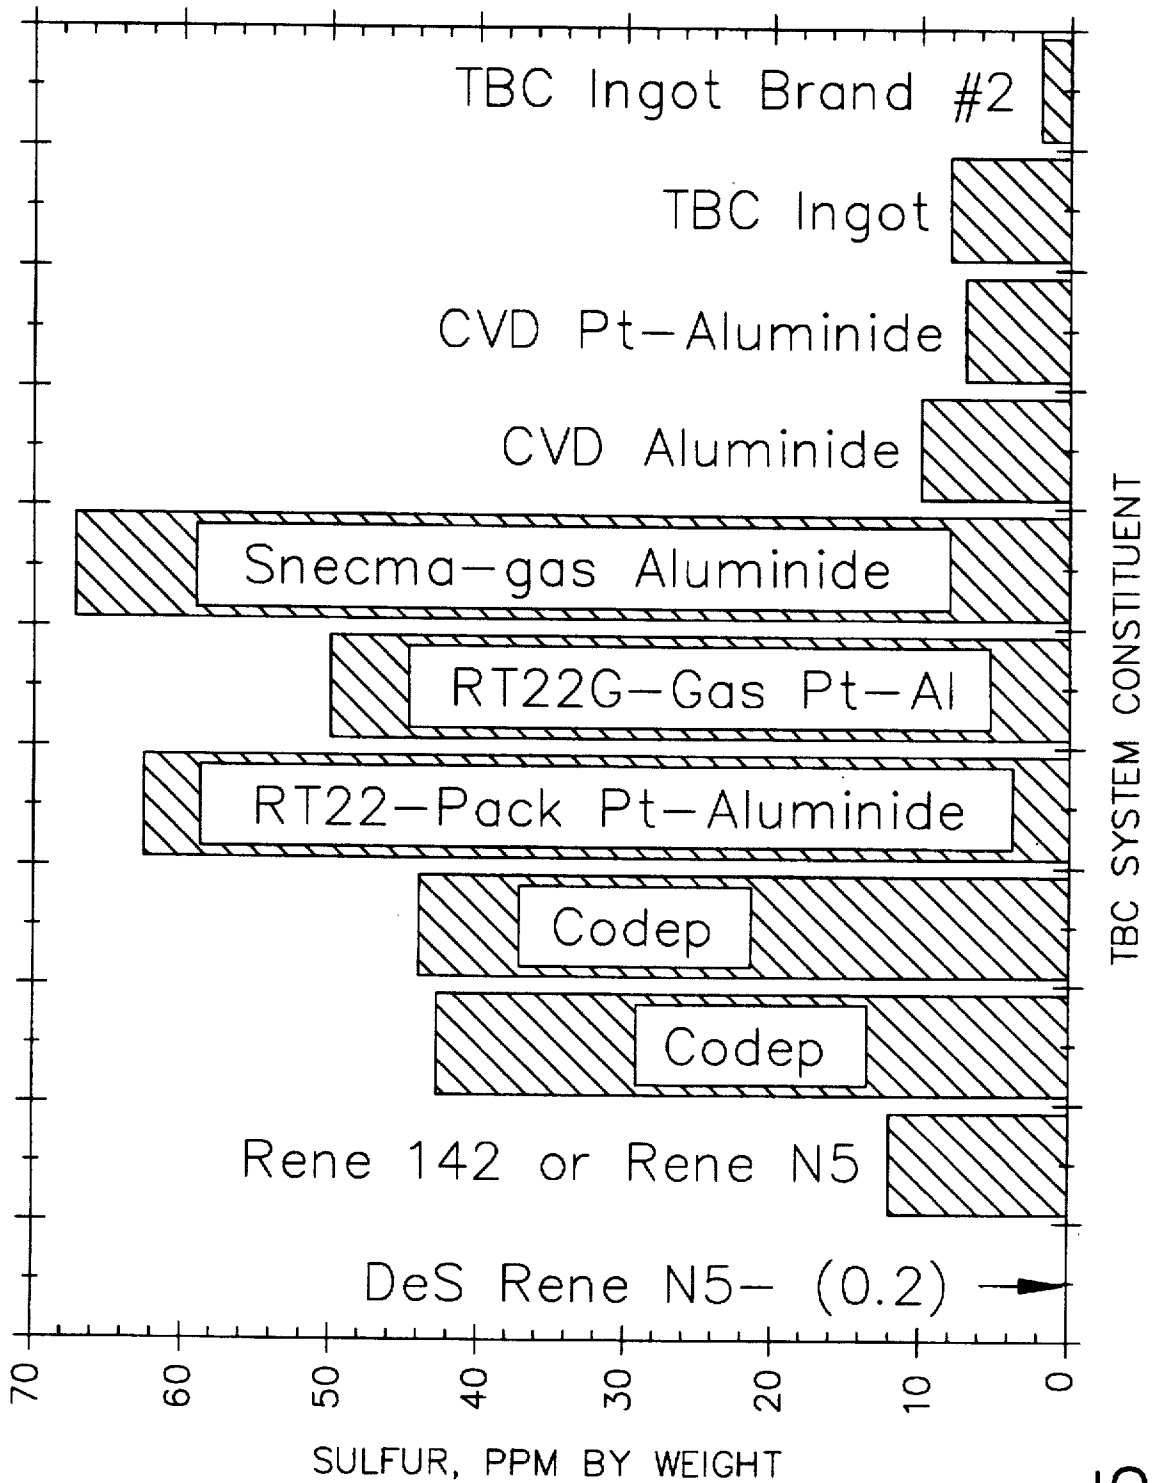 TBC Ingot Brand #2
TBC Ingot
CVD Pt-Aluminide
CVD Aluminide
Snecma-gas Aluminide
RT22G-Gas Pt-Al
RT22-Pack Pt-Aluminide
Codep
Codep
Rene 142 or Rene N5
DeS Rene N5- (0.2)
70 60 50 40 30 20 10 0
SULFUR, PPM BY WEIGHT
TBC SYSTEM CONSTITUENT